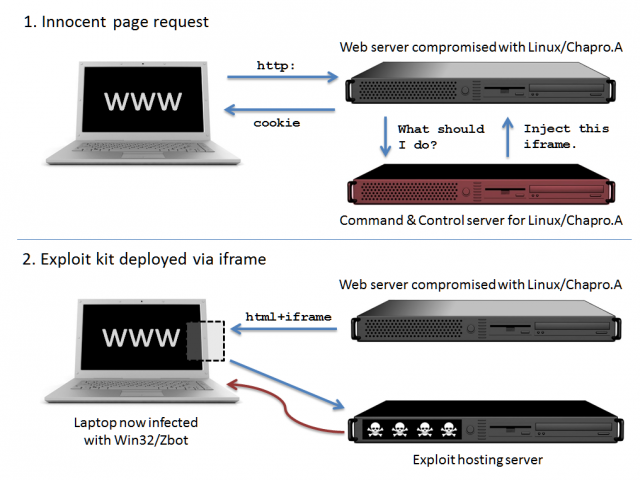 1. Innocent page request
Web server compromised with Linux/Chapro.A
http:
WWW
cookie
What should
I do?
Inject this
iframe.
Command & Control server for Linux/Chapro.A
2. Exploit kit deployed via iframe
Web server compromised with Linux/Chapro.A
html+iframe
WWW
Laptop now infected
with Win32/Zbot
Exploit hosting server